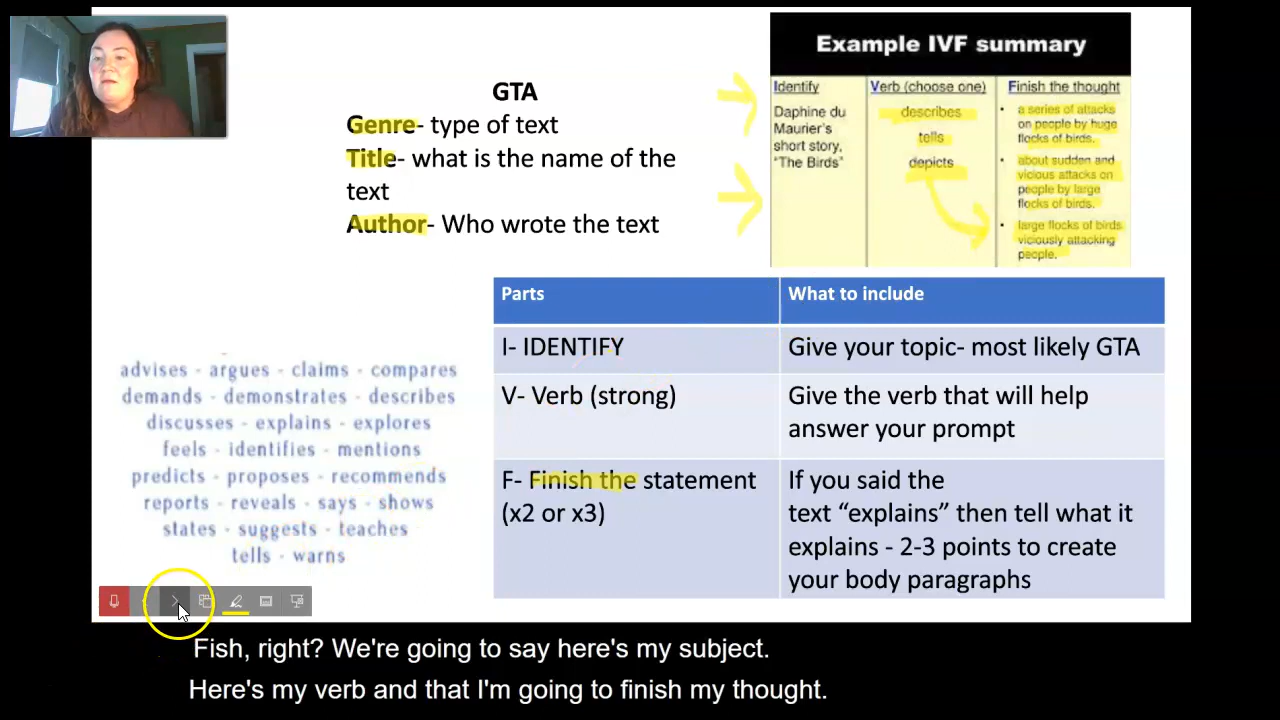 GTA
Genre- type of text
Title- what is the name of the
text
Author- Who wrote the text
Example IVF summary
Identify
Daphine du
Maurier's
short story,
"The Birds"
Verb (choose one)
describes
tells
depicts
Finish the thought
• a series of attacks
on people by huge
flocks of birds.
• about sudden and
vicious attacks on
people by large
flocks of birds.
• large flocks of birds
viciously attacking
people.
Parts
What to include
I- IDENTIFY
Give your topic- most likely GTA
V- Verb (strong)
Give the verb that will help
answer your prompt
F- Finish the statement
(x2 or x3)
If you said the
text “explains” then tell what it
explains - 2-3 points to create
your body paragraphs
advises - argues - claims - compares
demands - demonstrates - describes
discusses - explains - explores
feels - identifies - mentions
predicts - proposes - recommends
reports - reveals - says - shows
states - suggests - teaches
tells - warns
Fish, right? We're going to say here's my subject.
Here's my verb and that I'm going to finish my thought.